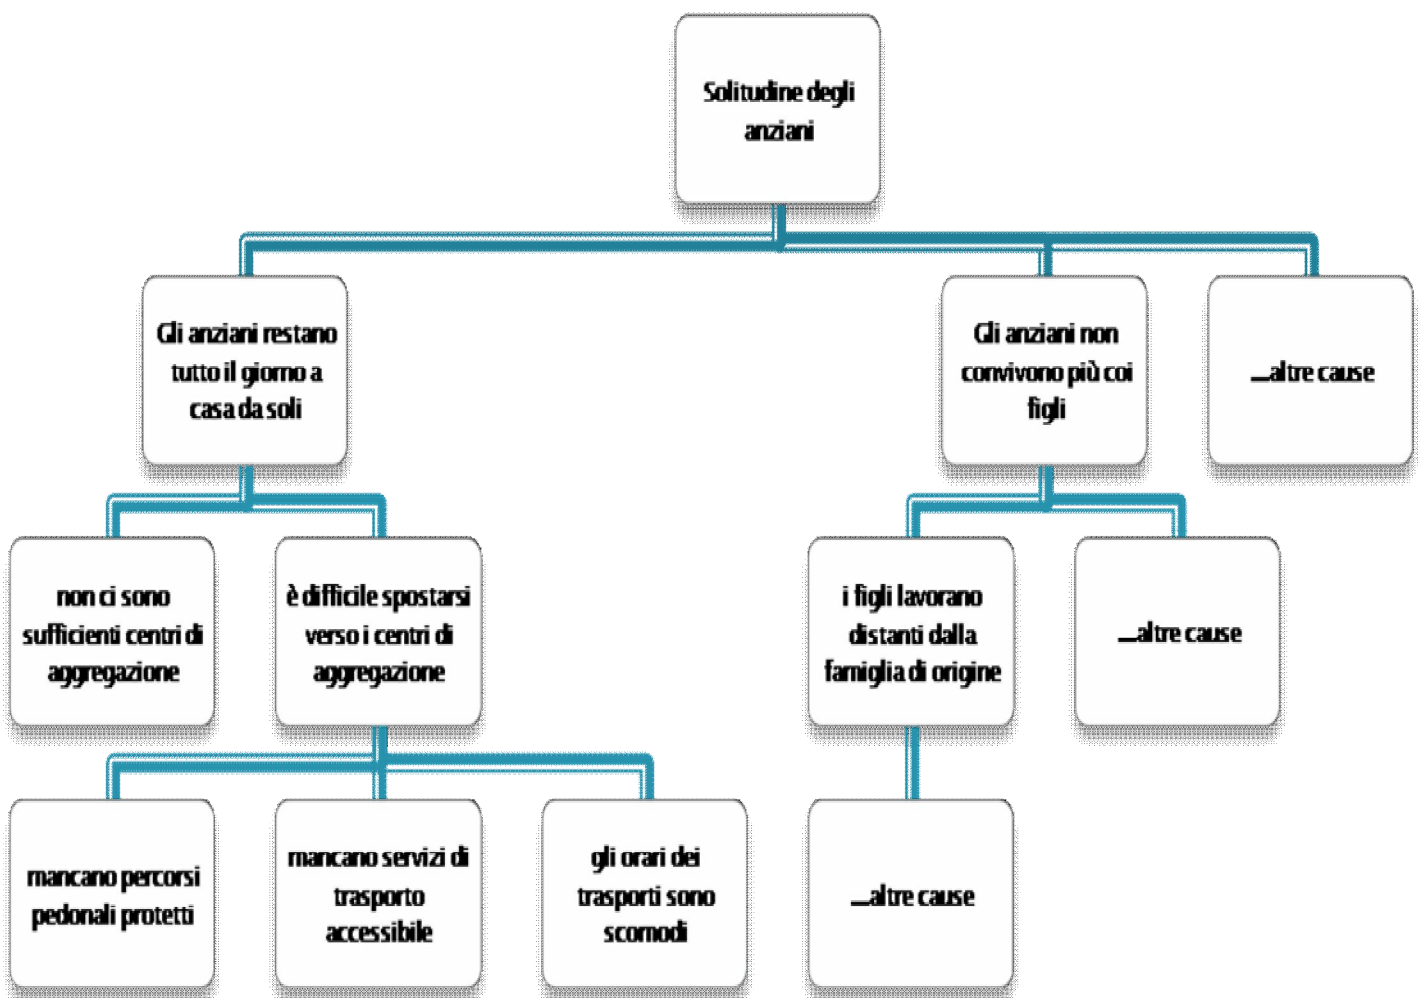 Solitudine degli
anziani
Gli anziani restano
tutto il giorno a
casa da soli
Gli anziani non
convivono più coi
figli
...altre cause
non ci sono
sufficienti centri di
aggregazione
è difficile spostarsi
verso i centri di
aggregazione
i figli lavorano
distanti dalla
famiglia di origine
...altre cause
mancano percorsi
pedonali protetti
mancano servizi di
trasporto
accessibile
gli orari dei
trasporti sono
scomodi
...altre cause